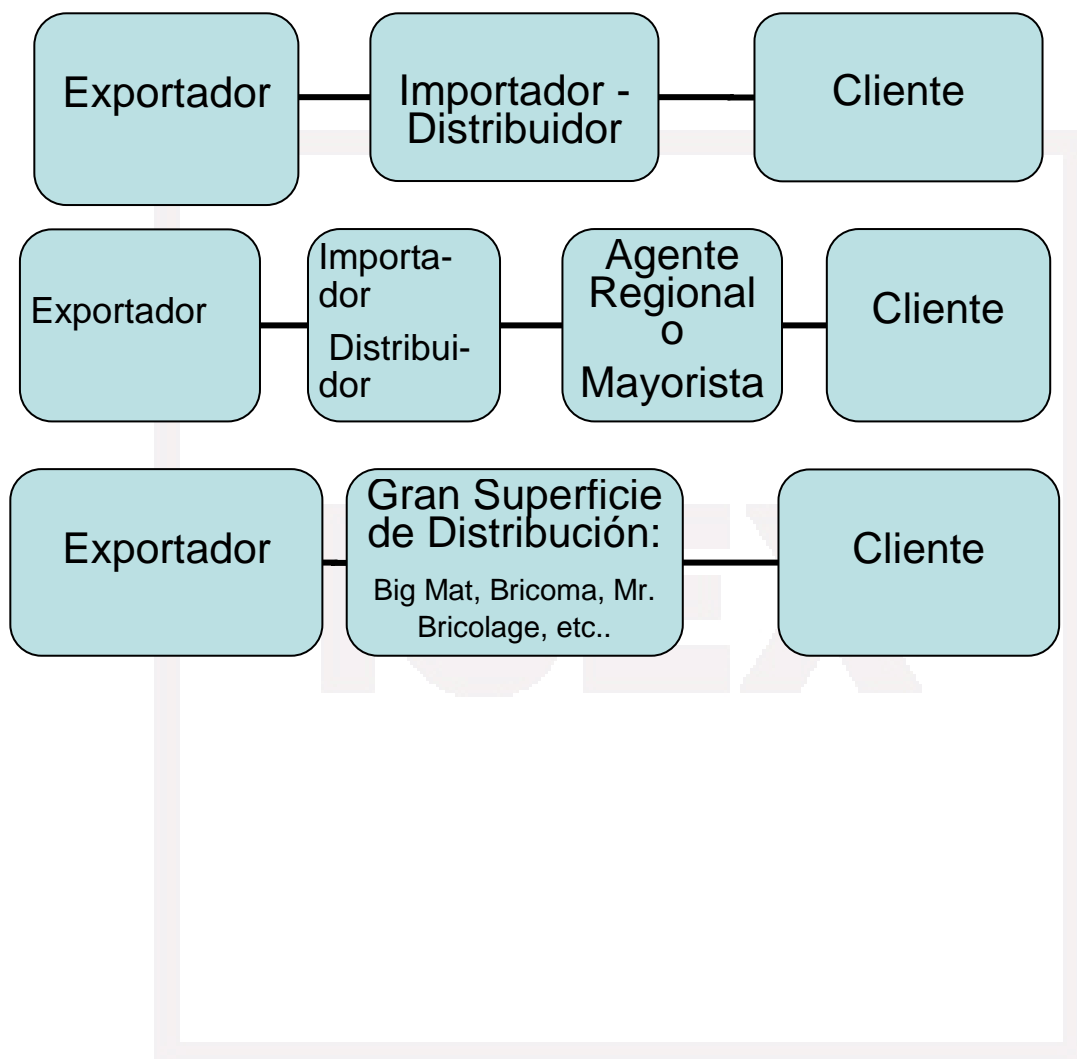 Exportador
Importador -
Distribuidor
Cliente
Exportador
Importa-
dor
Distribui-
dor
Agente
Regional
o
Mayorista
Cliente
Exportador
Gran Superficie
de Distribución:
Big Mat, Bricoma, Mr.
Bricolage, etc..
Cliente
ICEX